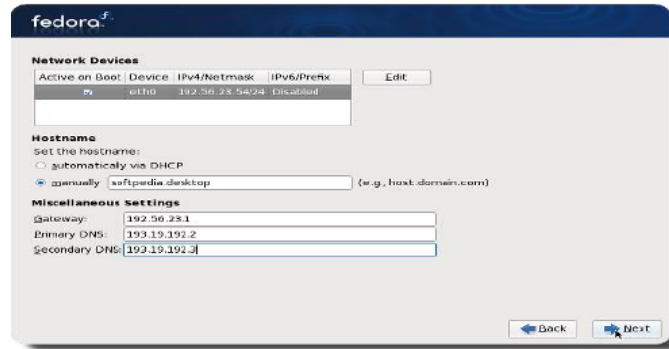 fedora
Network Devices
Active on Boot Device IPv4/Netmask IPv6/Prefix Edit
eth0 192.56.23.54/24 Disabled
Hostname
Set the hostname:
automatically via DHCP
manually softpedia.desktop (e.g., host.domain.com)
Miscellaneous Settings
Gateway: 192.56.23.1
Primary DNS: 193.19.192.2
Secondary DNS: 193.19.192.3
Back Next